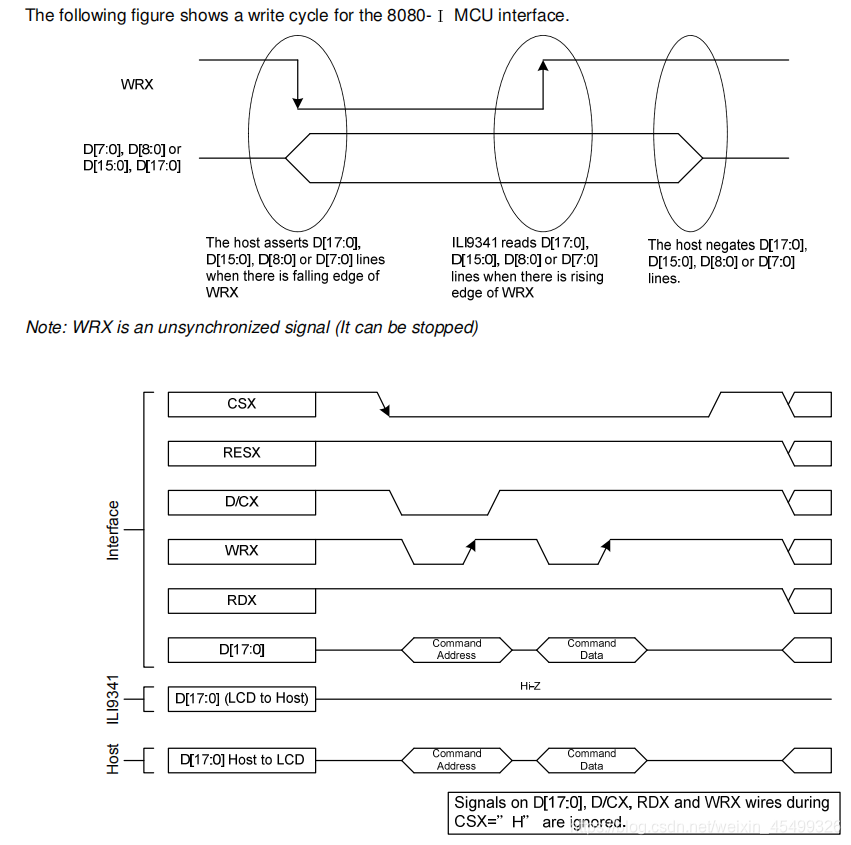 The following figure shows a write cycle for the 8080- Ⅰ MCU interface.
WRX
D[7:0], D[8:0] or
D[15:0], D[17:0]
The host asserts D[17:0],
D[15:0], D[8:0] or D[7:0] lines
when there is falling edge of
WRX
ILI9341 reads D[17:0],
D[15:0], D[8:0] or D[7:0]
lines when there is rising
edge of WRX
The host negates D[17:0],
D[15:0], D[8:0] or D[7:0]
lines.
Note: WRX is an unsynchronized signal (It can be stopped)
Interface
CSX
RESX
D/CX
WRX
RDX
D[17:0]
Command
Address
Command
Data
ILI9341
D[17:0] (LCD to Host)
Hi-Z
Host
D[17:0] Host to LCD
Command
Address
Command
Data
Signals on D[17:0], D/CX, RDX and WRX wires during
CSX=”H” are ignored.
blog.csdn.net/weixin_45499326